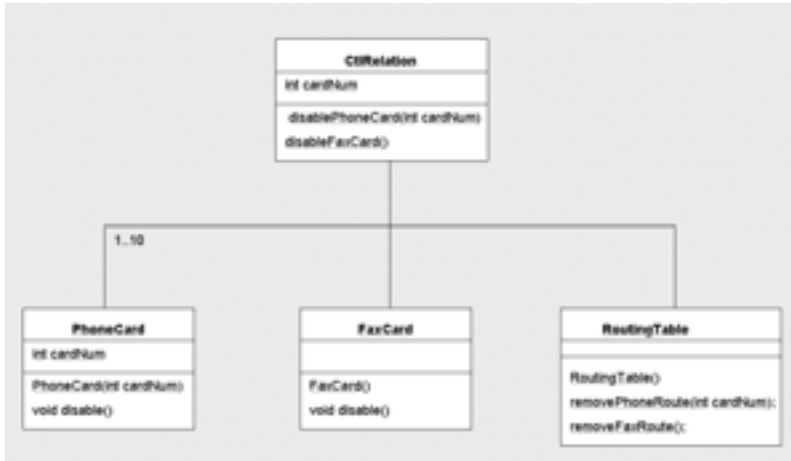 CtlRelation
int cardNum
disablePhoneCard(int cardNum)
disableFaxCard()
1..10
PhoneCard
int cardNum
PhoneCard(int cardNum)
void disable()
FaxCard
FaxCard()
void disable()
RoutingTable
RoutingTable()
removePhoneRoute(int cardNum);
removeFaxRoute();